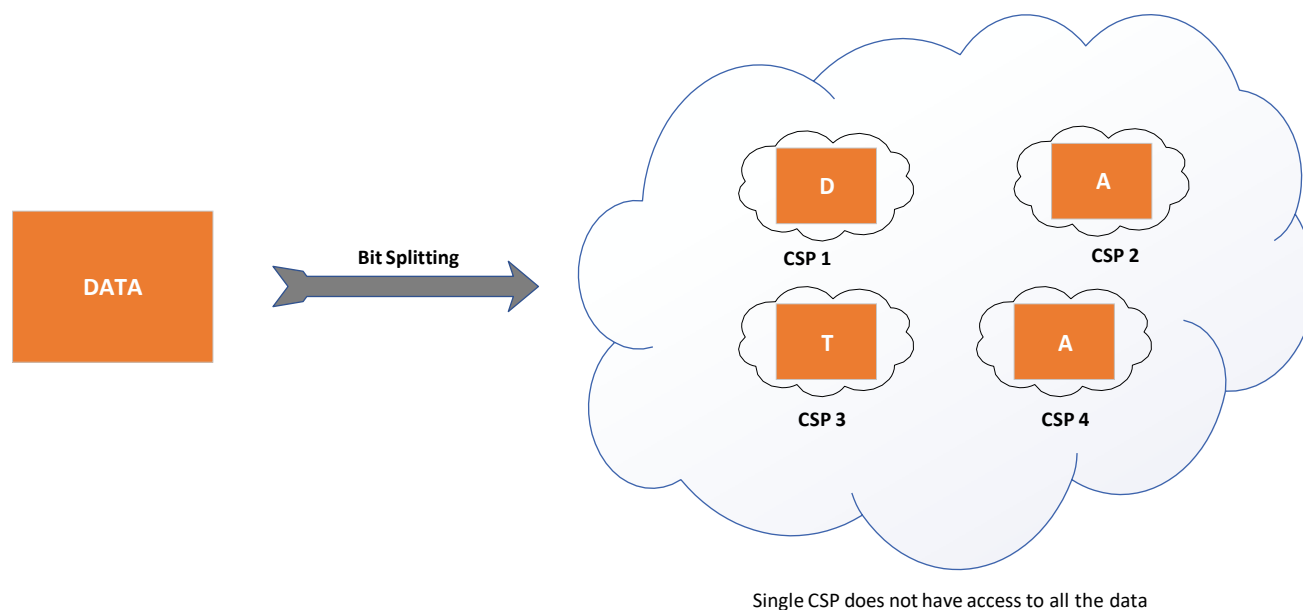 DATA
Bit Splitting
D
CSP 1
A
CSP 2
T
CSP 3
A
CSP 4
Single CSP does not have access to all the data